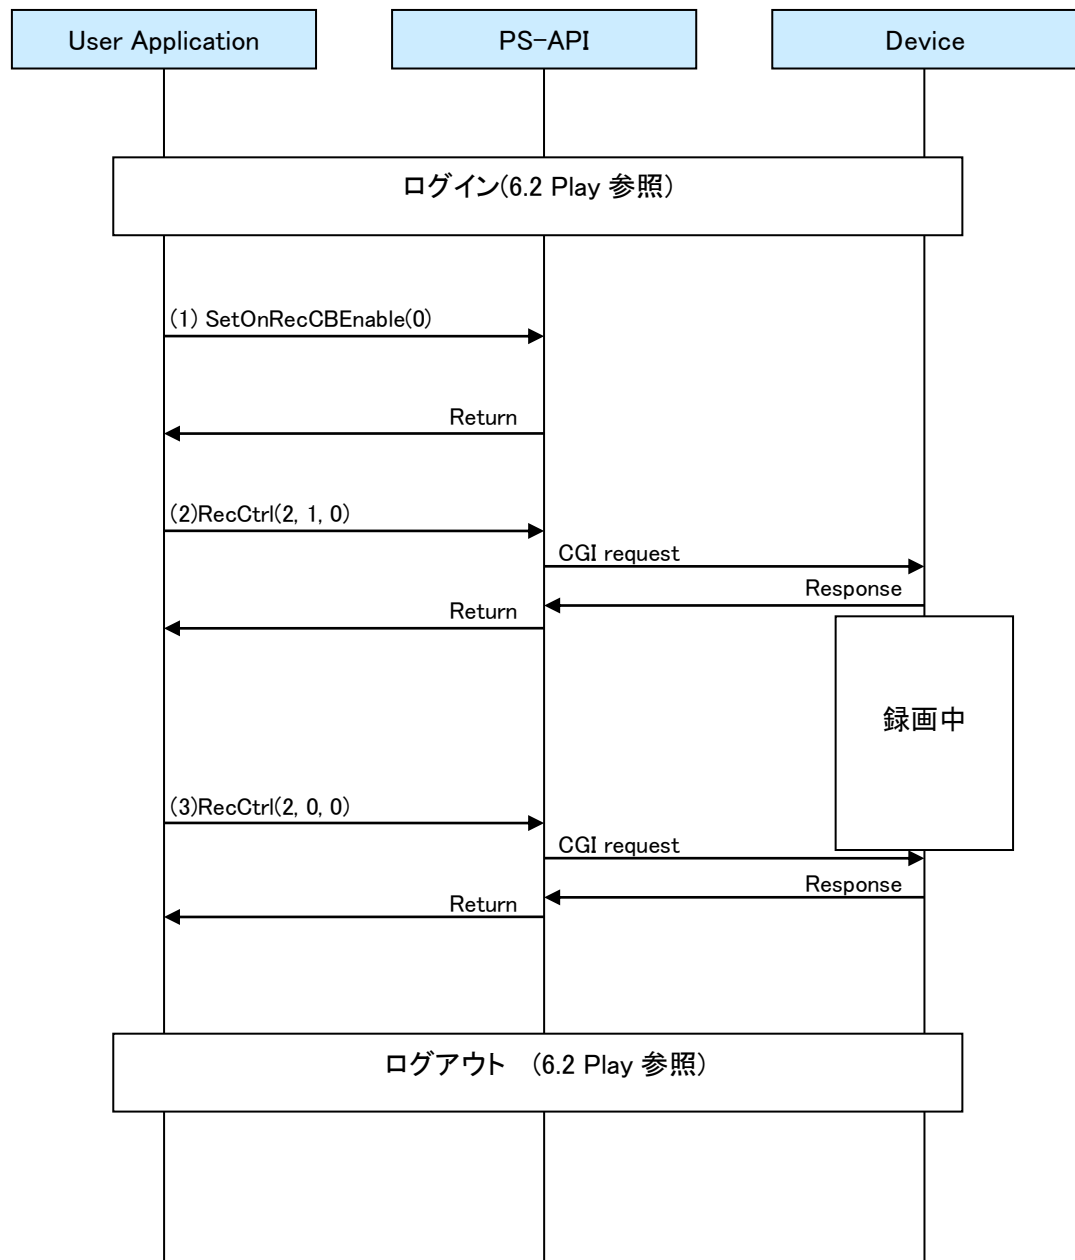 User Application
PS-API
Device
ログイン(6.2 Play 参照)
(1) SetOnRecCBEnable(0)
Return
(2)RecCtrl(2, 1, 0)
CGI request
Response
Return
録画中
(3)RecCtrl(2, 0, 0)
CGI request
Response
Return
ログアウト (6.2 Play 参照)